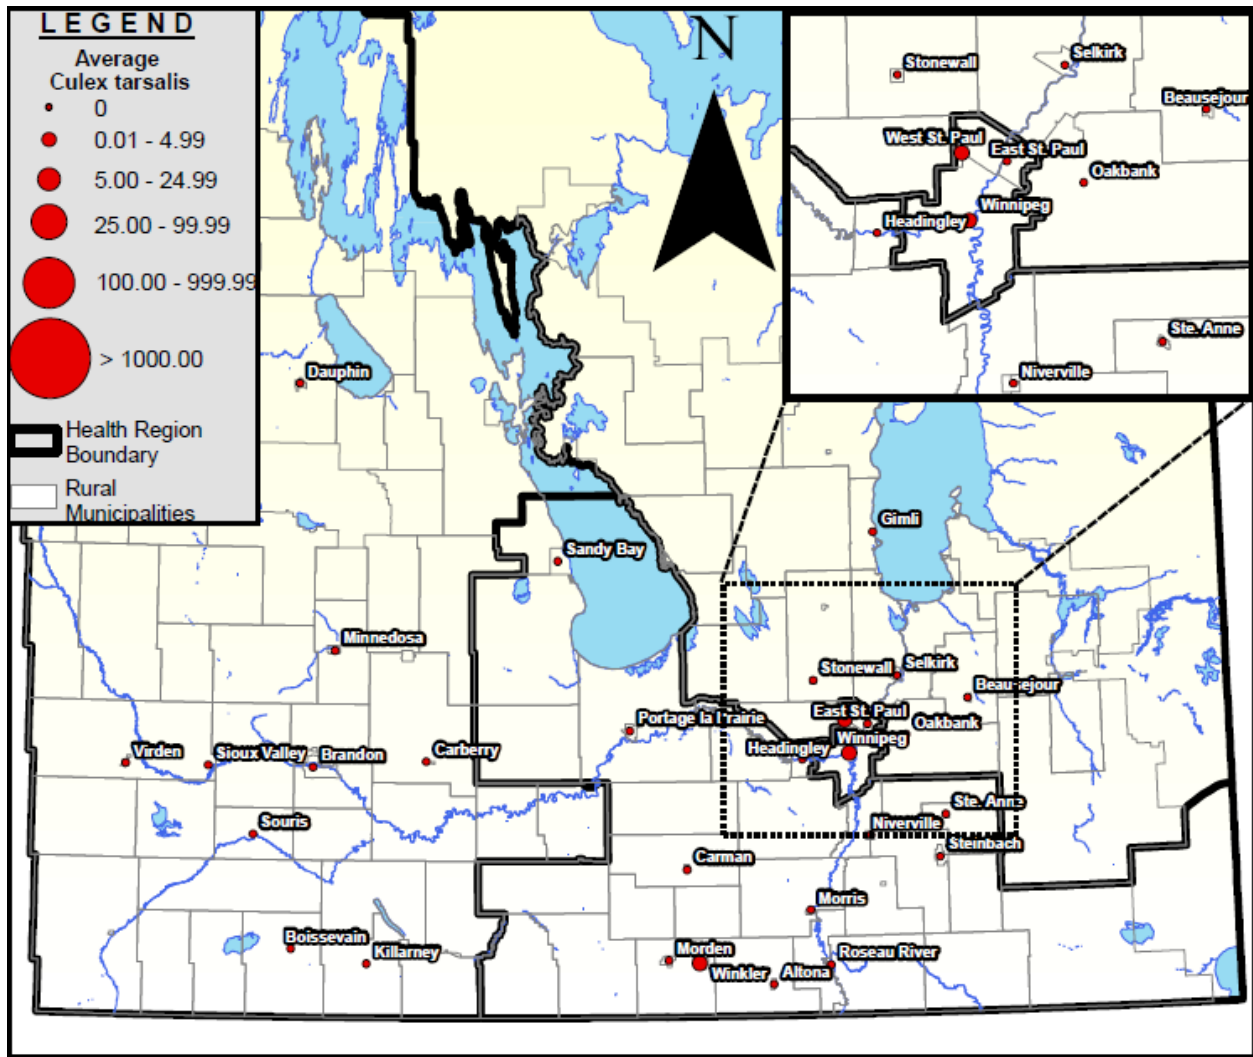 LEGEND
Average
Culex tarsalis
0
0.01 - 4.99
5.00 - 24.99
25.00 - 99.99
100.00 - 999.99
> 1000.00
Health Region
Boundary
Rural
Municipalities
N
Stonewall
Selkirk
Beausejour
West St. Paul
East St. Paul
Oakbank
Winnipeg
Headingley
Ste. Anne
Niverville
Dauphin
Gimli
Sandy Bay
Minnedosa
Stonewall
Selkirk
Beausejour
Portage la Prairie
East St. Paul
Oakbank
Winnipeg
Headingley
Virden
Sioux Valley
Brandon
Carberry
Souris
Ste. Anne
Niverville
Steinbach
Carman
Morris
Boissevain
Killarney
Morden
Winkler
Altona
Roseau River